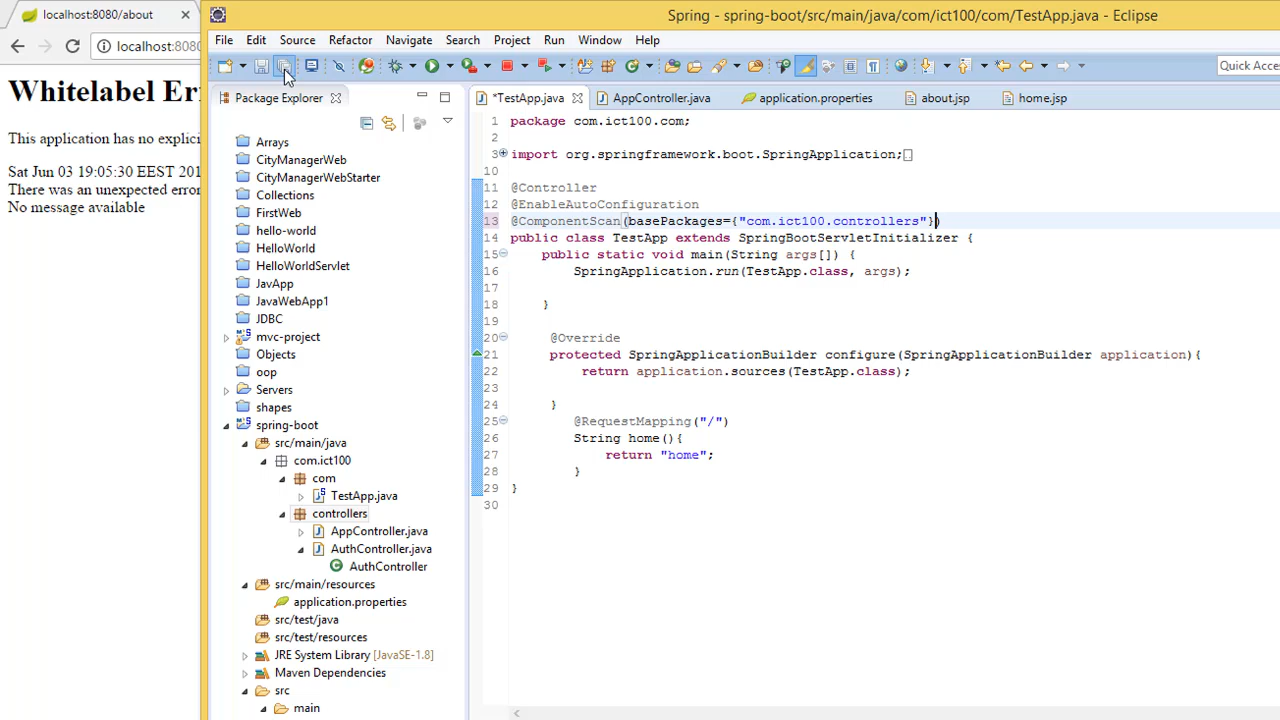 localhost:8080/about
localhost:8080
Whitelabel Er
This application has no explici
Sat Jun 03 19:05:30 EEST 201
There was an unexpected error
No message available
Spring - spring-boot/src/main/java/com/ict100/com/TestApp.java - Eclipse
File Edit Source Refactor Navigate Search Project Run Window Help
Quick Acces
Package Explorer
Arrays
CityManagerWeb
CityManagerWebStarter
Collections
FirstWeb
hello-world
HelloWorld
HelloWorldServlet
JavApp
JavaWebApp1
JDBC
mvc-project
Objects
oop
Servers
shapes
spring-boot
src/main/java
com.ict100
com
TestApp.java
controllers
AppController.java
AuthController.java
AuthController
src/main/resources
application.properties
src/test/java
src/test/resources
JRE System Library [JavaSE-1.8]
Maven Dependencies
src
main
*TestApp.java AppController.java application.properties about.jsp home.jsp
1 package com.ict100.com;
2
3 import org.springframework.boot.SpringApplication;
10
11 @Controller
12 @EnableAutoConfiguration
13 @ComponentScan(basePackages={"com.ict100.controllers"})
14 public class TestApp extends SpringBootServletInitializer {
15 public static void main(String args[]) {
16 SpringApplication.run(TestApp.class, args);
17
18 }
19
20 @Override
21 protected SpringApplicationBuilder configure(SpringApplicationBuilder application){
22 return application.sources(TestApp.class);
23
24 }
25 @RequestMapping("/")
26 String home(){
27 return "home";
28 }
29 }
30